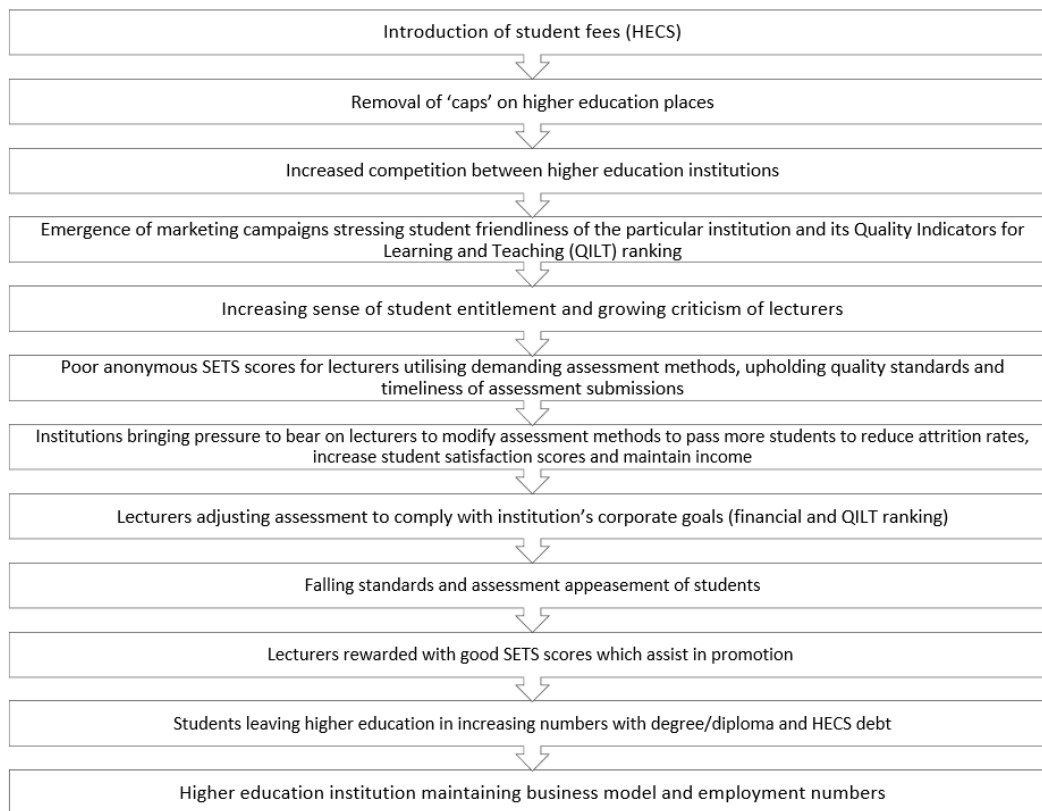 Introduction of student fees (HECS)
Removal of ‘caps’ on higher education places
Increased competition between higher education institutions
Emergence of marketing campaigns stressing student friendliness of the particular institution and its Quality Indicators for
Learning and Teaching (QILT) ranking
Increasing sense of student entitlement and growing criticism of lecturers
Poor anonymous SETS scores for lecturers utilising demanding assessment methods, upholding quality standards and
timeliness of assessment submissions
Institutions bringing pressure to bear on lecturers to modify assessment methods to pass more students to reduce attrition rates,
increase student satisfaction scores and maintain income
Lecturers adjusting assessment to comply with institution’s corporate goals (financial and QILT ranking)
Falling standards and assessment appeasement of students
Lecturers rewarded with good SETS scores which assist in promotion
Students leaving higher education in increasing numbers with degree/diploma and HECS debt
Higher education institution maintaining business model and employment numbers